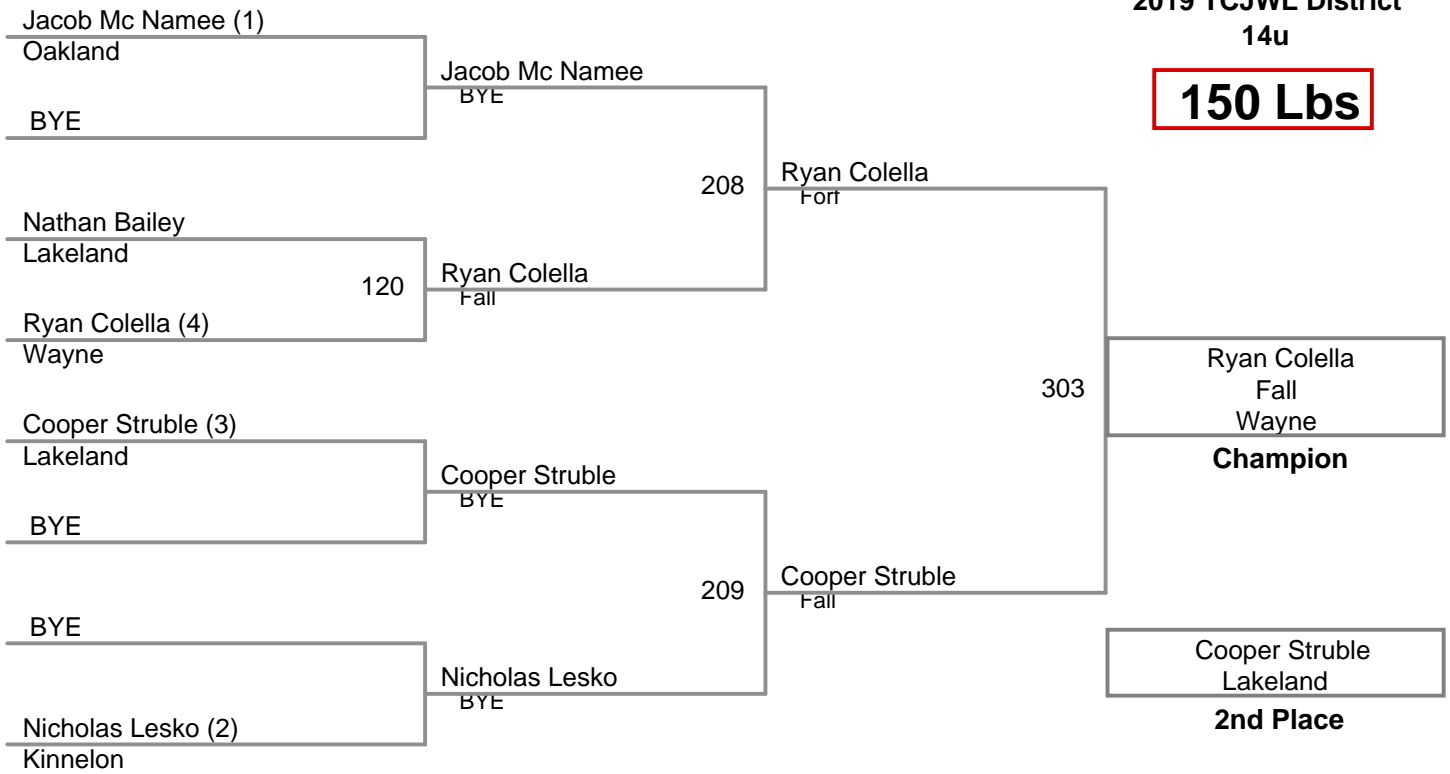 2019 TCJWL District
14u
150 Lbs
Jacob Mc Namee (1)
Oakland
BYE
Nathan Bailey
Lakeland
120
Ryan Colella (4)
Wayne
Cooper Struble (3)
Lakeland
BYE
BYE
Nicholas Lesko (2)
Kinnelon
Jacob Mc Namee
BYE
Ryan Colella
Fall
Cooper Struble
BYE
Nicholas Lesko
BYE
208
209
Ryan Colella
Forf
Cooper Struble
Fall
303
Ryan Colella
Fall
Wayne
Champion
Cooper Struble
Lakeland
2nd Place